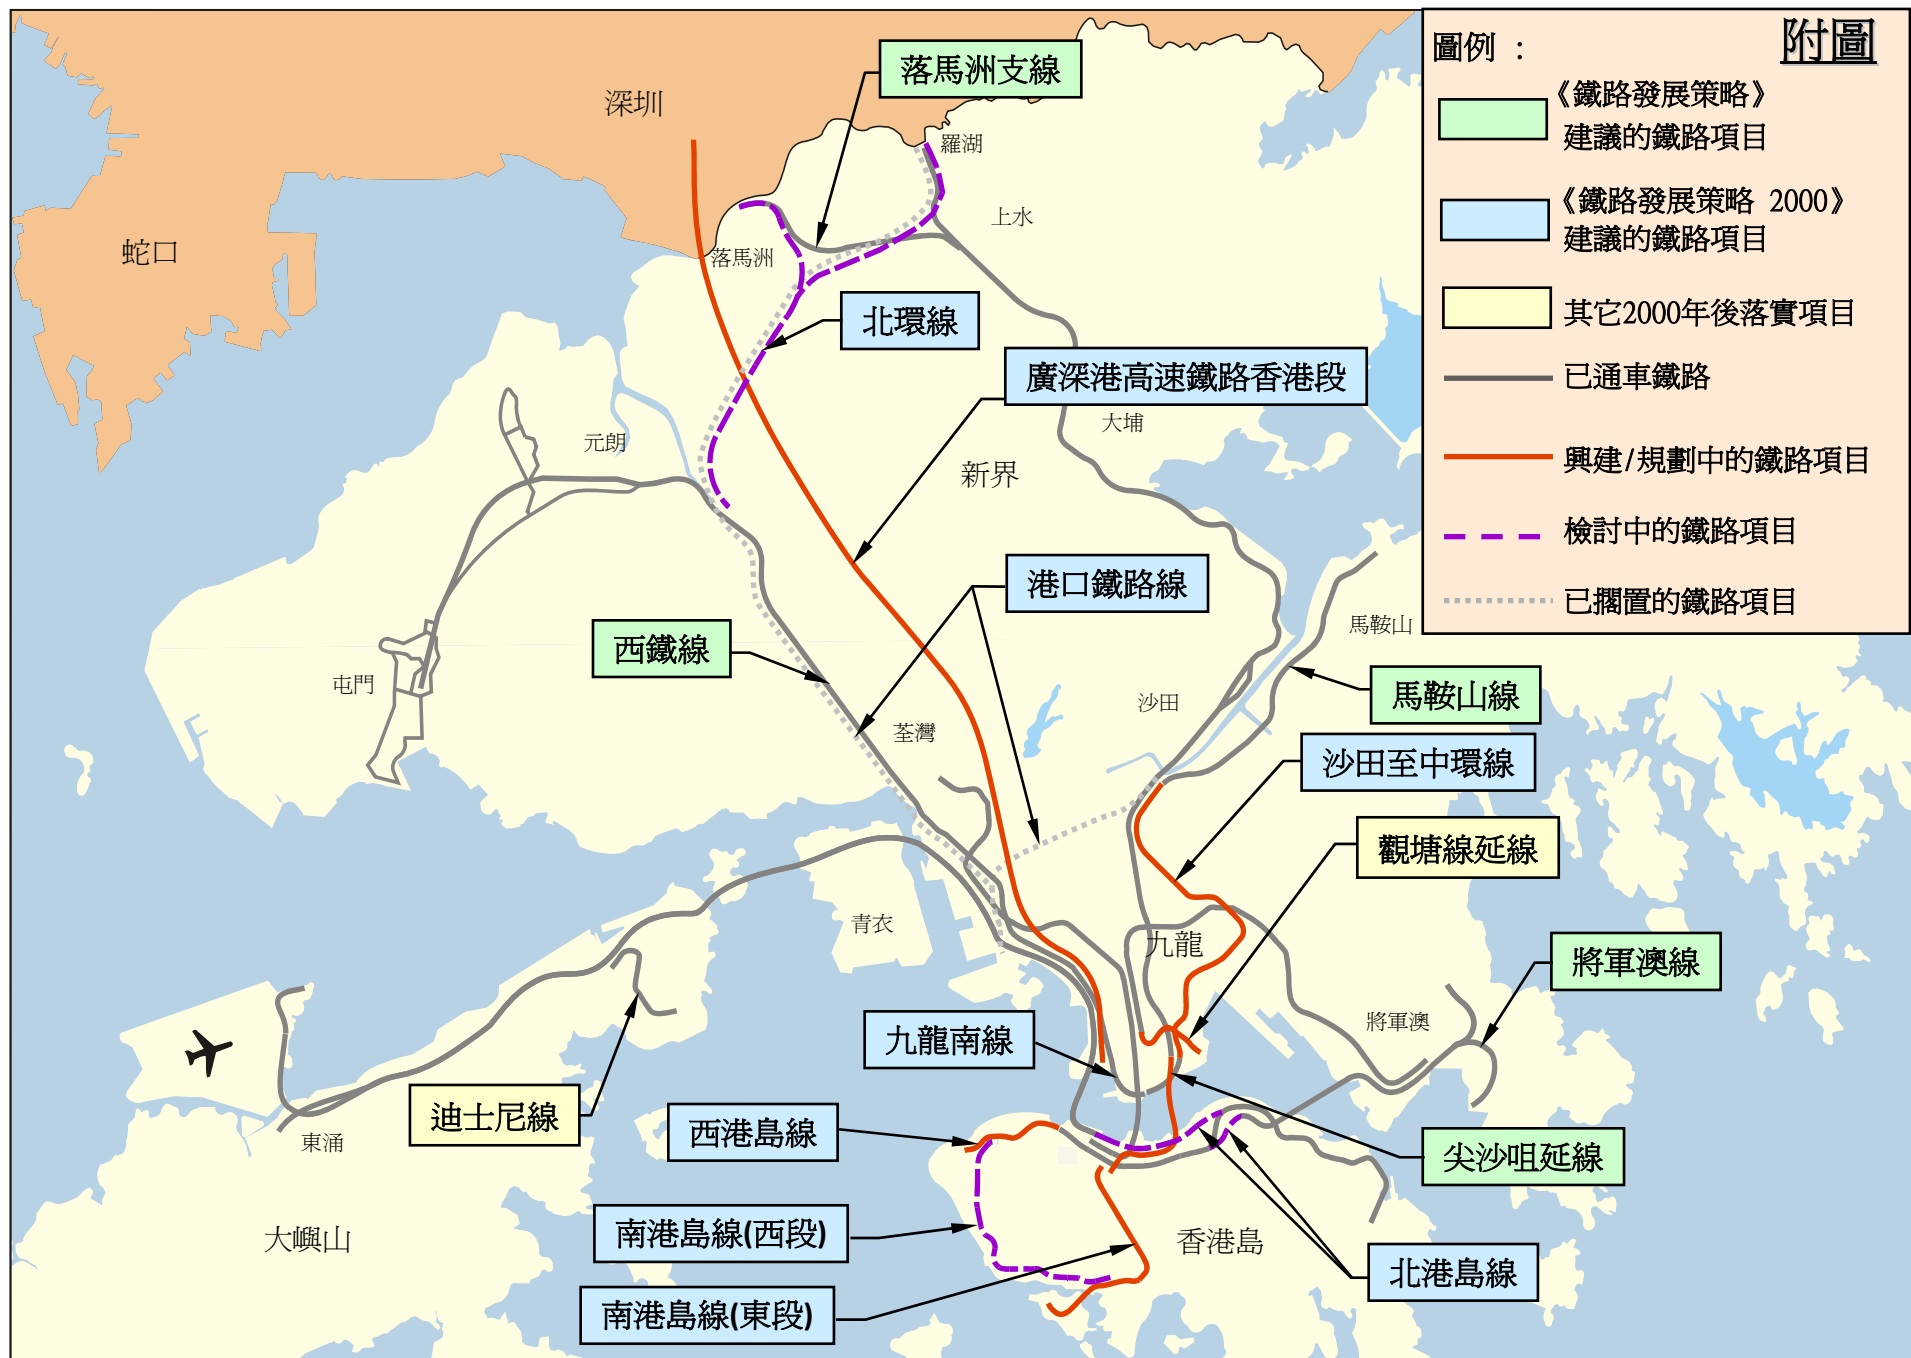 附圖
圖例 :
《鐵路發展策略》
建議的鐵路項目
《鐵路發展策略 2000》
建議的鐵路項目
其它2000年後落實項目
已通車鐵路
興建/規劃中的鐵路項目
檢討中的鐵路項目
已擱置的鐵路項目
落馬洲支線
深圳
羅湖
上水
蛇口
落馬洲
北環線
廣深港高速鐵路香港段
大埔
元朗
新界
港口鐵路線
馬鞍山
西鐵線
屯門
馬鞍山線
沙田
荃灣
沙田至中環線
觀塘線延線
青衣
九龍
將軍澳線
將軍澳
九龍南線
迪士尼線
西港島線
東涌
尖沙咀延線
南港島線(西段)
大嶼山
香港島
北港島線
南港島線(東段)